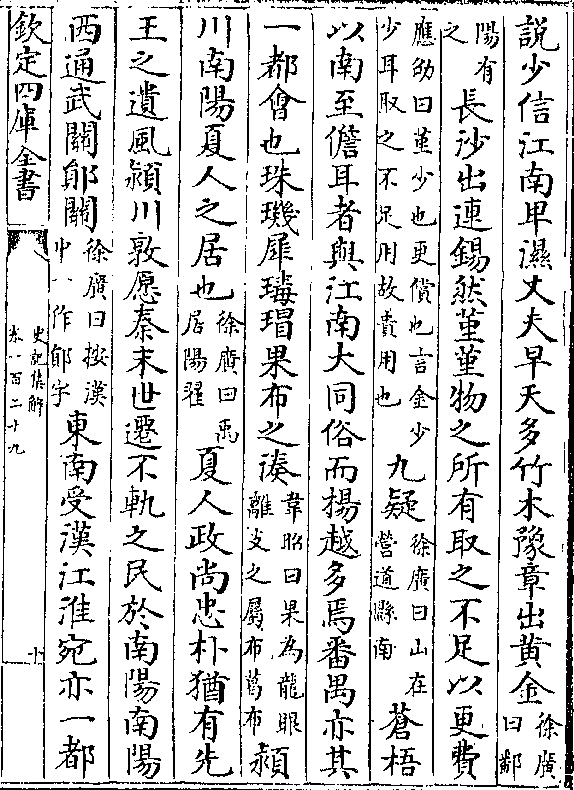 說少信江南卑濕丈夫早夭多竹木豫章出黃金徐廣曰鄱
陽有之長沙出連錫然堇堇物之所有取之不足以更費
應劭曰堇少也更償也言金少少耳取之不足用故費用也九疑徐廣曰山在營道縣南蒼梧
以南至儋耳者與江南大同俗而揚越多焉番禺亦其
一都會也珠璣犀瑇瑁果布之湊韋昭曰果為龍眼離支之屬布葛布潁
川南陽夏人之居也徐廣曰禹居陽翟夏人政尚忠朴猶有先
王之遺風潁川敦愿秦末世遷不軌之民於南陽南陽
西通武關鄖關徐廣曰按漢中一作鄖字東南受漢江淮宛亦一都
欽定四庫全書
史記集解
卷一百二十九
十